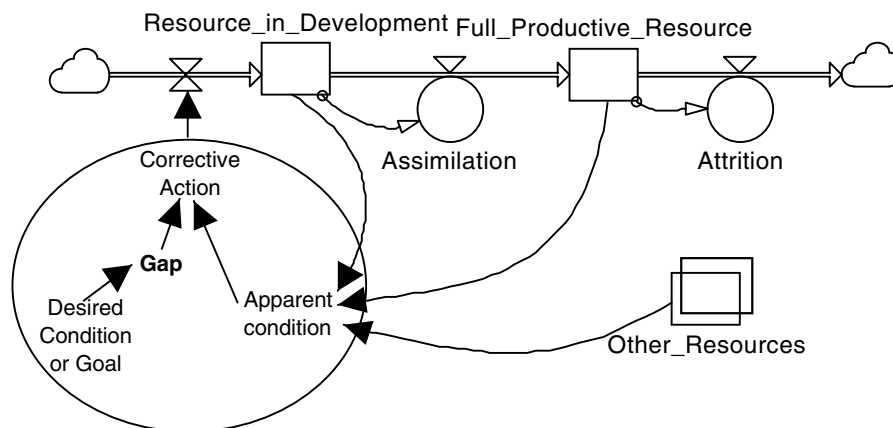 Resource_in_Development
Full_Productive_Resource
Assimilation
Attrition
Corrective
Action
Gap
Desired
Condition
or Goal
Apparent
condition
Other_Resources